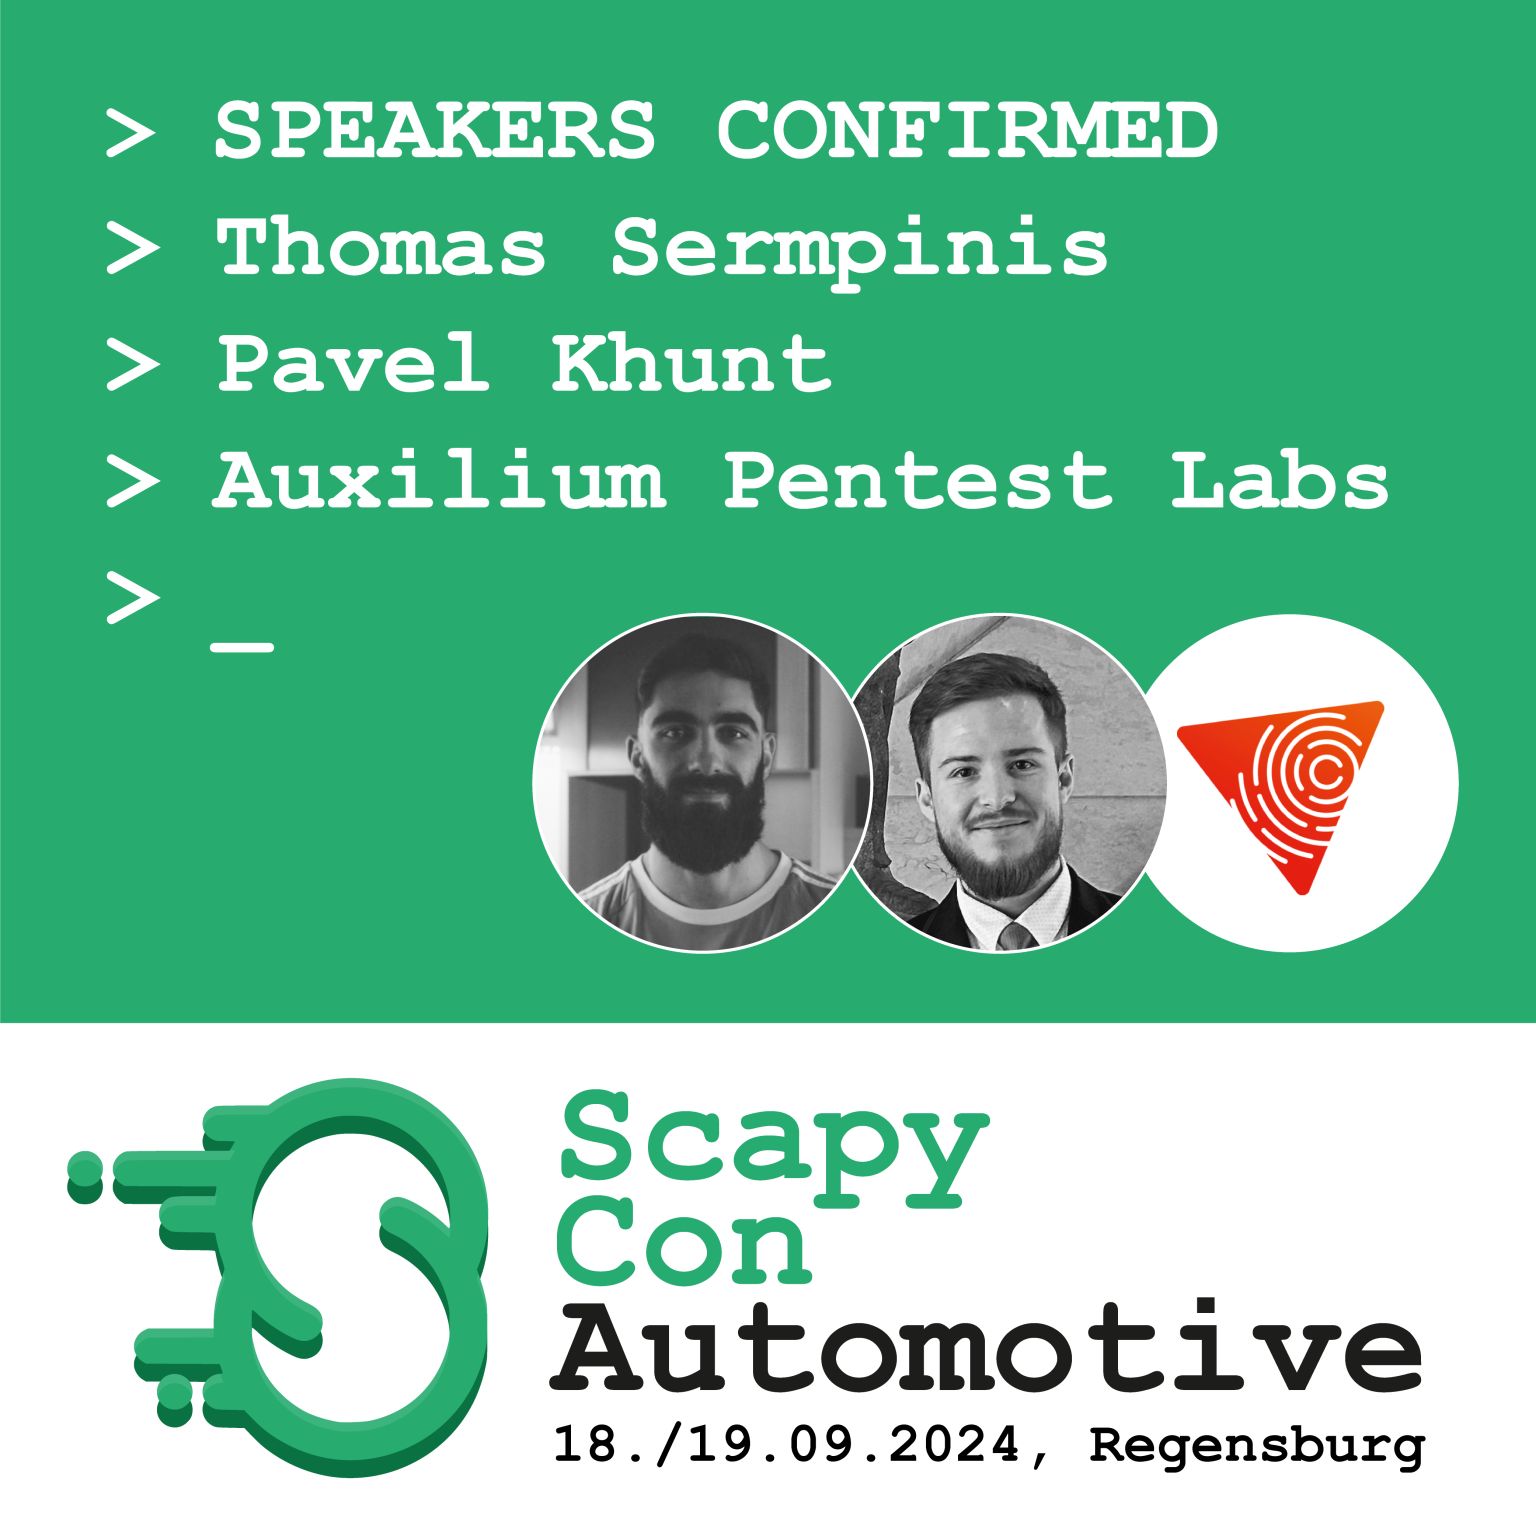 > SPEAKERS CONFIRMED
> Thomas Sermpinis
> Pavel Khunt
> Auxilium Pentest Labs
> _
Scapy
Con
Automotive
18./19.09.2024, Regensburg